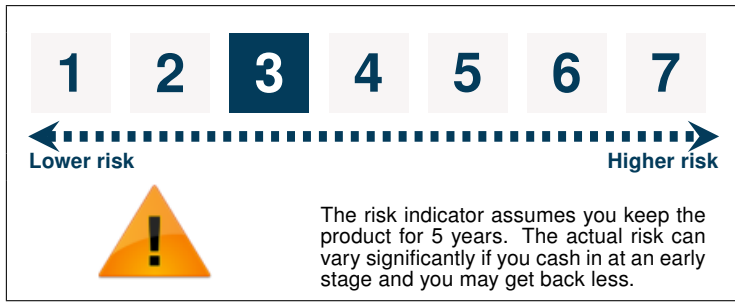 1 2 3 4 5 6 7
Lower risk Higher risk
!
The risk indicator assumes you keep the
product for 5 years. The actual risk can
vary significantly if you cash in at an early
stage and you may get back less.